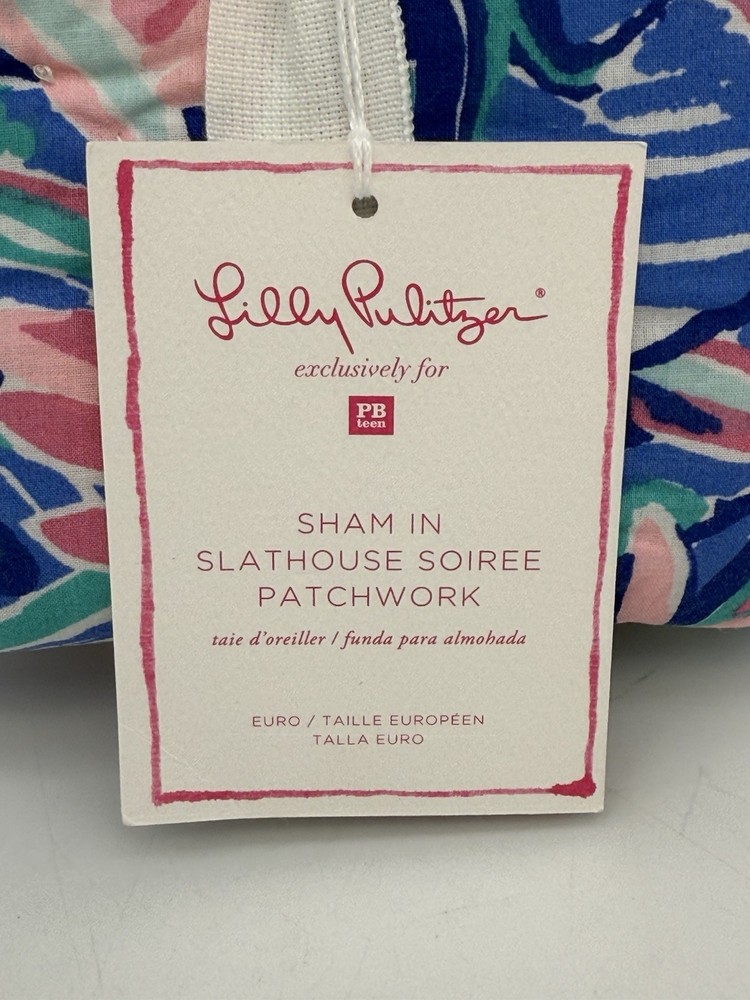 Lilly Pulitzer®
exclusively for
PB
teen
SHAM IN
SLATHOUSE SOIREE
PATCHWORK
taie d'oreiller / funda para almohada
EURO / TAILLE EUROPÉEN
TALLA EURO